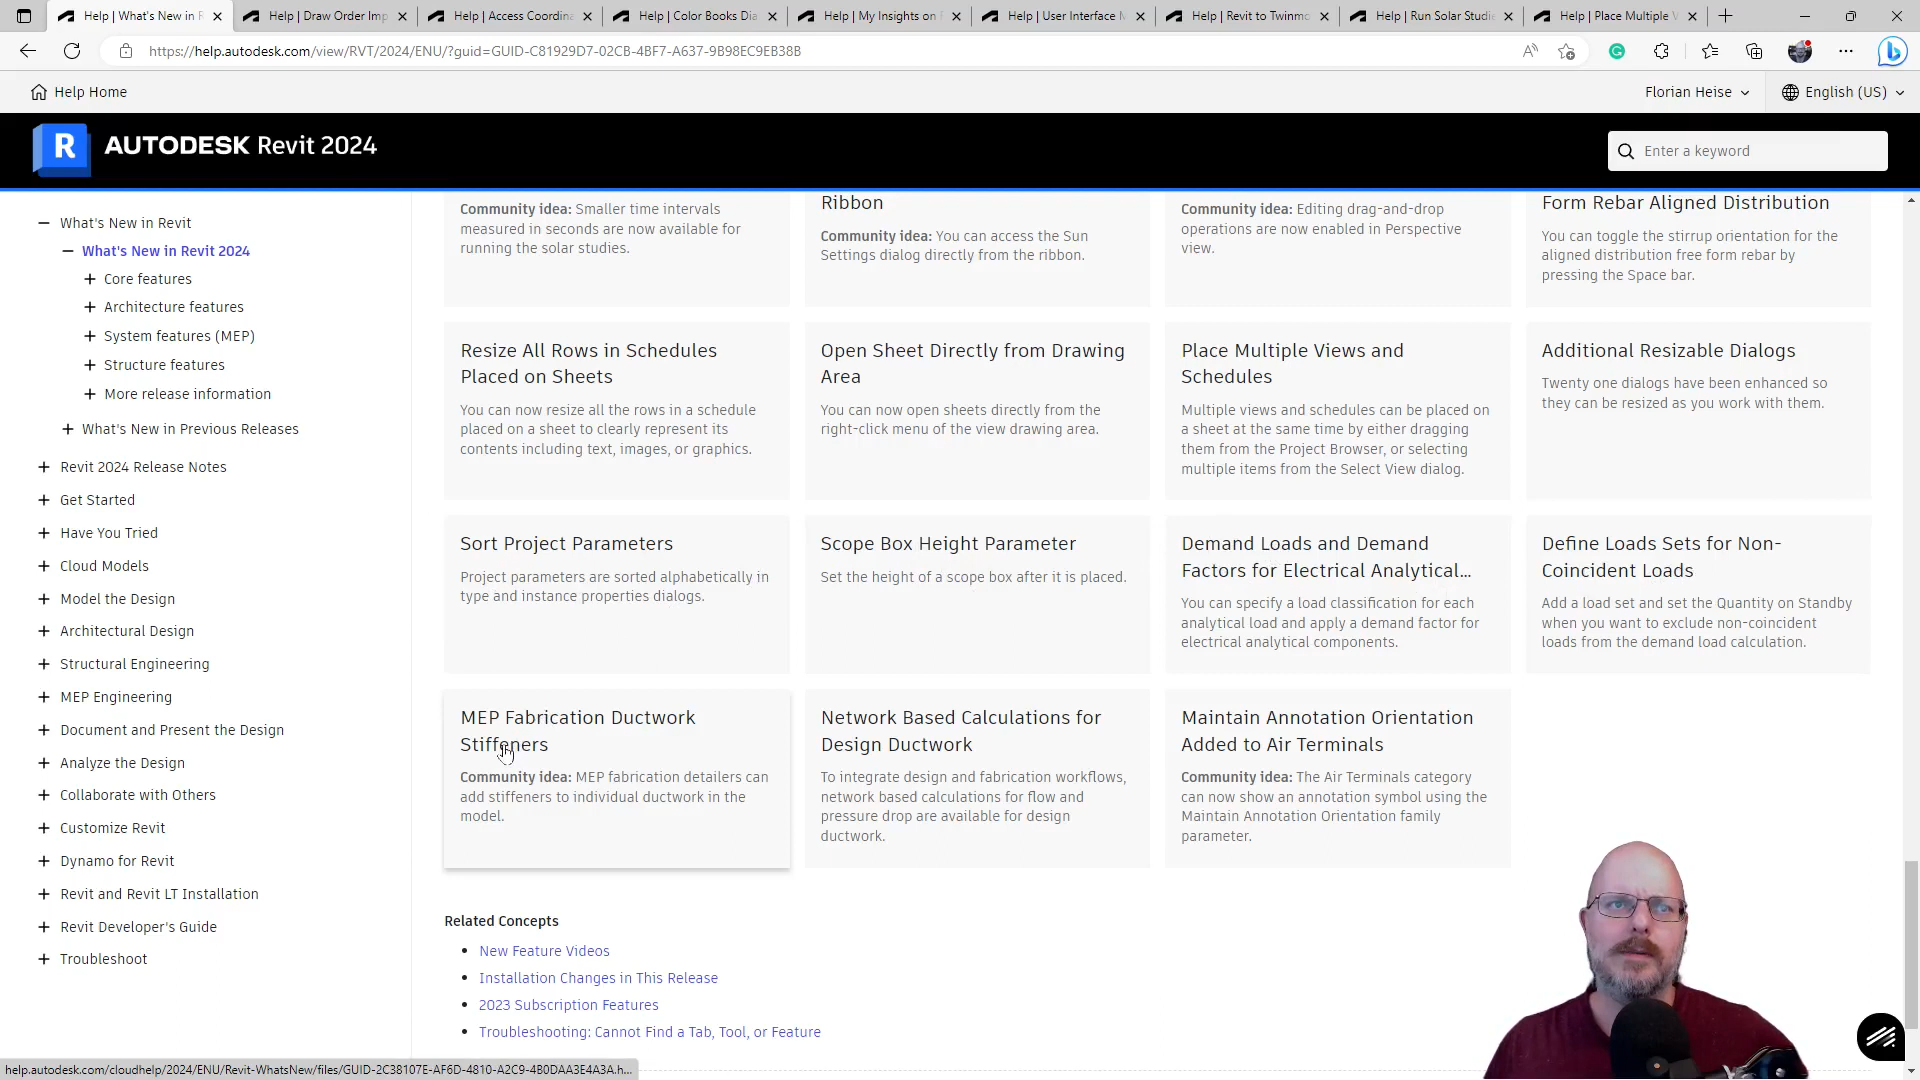 Help | What's New in R
Help | Draw Order Imp
Help | Access Coordina
Help | Color Books Dia
Help | My Insights on
Help | User Interface
Help | Revit to Twinmo
Help | Run Solar Studie
Help | Place Multiple V
https://help.autodesk.com/view/RVT/2024/ENU/?guid=GUID-C81929D7-02CB-4BF7-A637-9B98EC9EB38B
Help Home
Florian Heise
English (US)
R AUTODESK Revit 2024
Enter a keyword
What's New in Revit
What's New in Revit 2024
Core features
Architecture features
System features (MEP)
Structure features
More release information
What's New in Previous Releases
Revit 2024 Release Notes
Get Started
Have You Tried
Cloud Models
Model the Design
Architectural Design
Structural Engineering
MEP Engineering
Document and Present the Design
Analyze the Design
Collaborate with Others
Customize Revit
Dynamo for Revit
Revit and Revit LT Installation
Revit Developer's Guide
Troubleshoot
Community idea: Smaller time intervals
measured in seconds are now available for
running the solar studies.
Ribbon
Community idea: You can access the Sun
Settings dialog directly from the ribbon.
Community idea: Editing drag-and-drop
operations are now enabled in Perspective
view.
Form Rebar Aligned Distribution
You can toggle the stirrup orientation for the
aligned distribution free form rebar by
pressing the Space bar.
Resize All Rows in Schedules
Placed on Sheets
You can now resize all the rows in a schedule
placed on a sheet to clearly represent its
contents including text, images, or graphics.
Open Sheet Directly from Drawing
Area
You can now open sheets directly from the
right-click menu of the view drawing area.
Place Multiple Views and
Schedules
Multiple views and schedules can be placed on
a sheet at the same time by either dragging
them from the Project Browser, or selecting
multiple items from the Select View dialog.
Additional Resizable Dialogs
Twenty one dialogs have been enhanced so
they can be resized as you work with them.
Sort Project Parameters
Project parameters are sorted alphabetically in
type and instance properties dialogs.
Scope Box Height Parameter
Set the height of a scope box after it is placed.
Demand Loads and Demand
Factors for Electrical Analytical...
You can specify a load classification for each
analytical load and apply a demand factor for
electrical analytical components.
Define Loads Sets for Non-
Coincident Loads
Add a load set and set the Quantity on Standby
when you want to exclude non-coincident
loads from the demand load calculation.
MEP Fabrication Ductwork
Stiffeners
Community idea: MEP fabrication detailers can
add stiffeners to individual ductwork in the
model.
Network Based Calculations for
Design Ductwork
To integrate design and fabrication workflows,
network based calculations for flow and
pressure drop are available for design
ductwork.
Maintain Annotation Orientation
Added to Air Terminals
Community idea: The Air Terminals category
can now show an annotation symbol using the
Maintain Annotation Orientation family
parameter.
Related Concepts
New Feature Videos
Installation Changes in This Release
2023 Subscription Features
Troubleshooting: Cannot Find a Tab, Tool, or Feature
help.autodesk.com/cloudhelp/2024/ENU/Revit-WhatsNew/files/GUID-2C38107E-AF6D-4810-A2C9-4B0DAA3E4A3A.h...